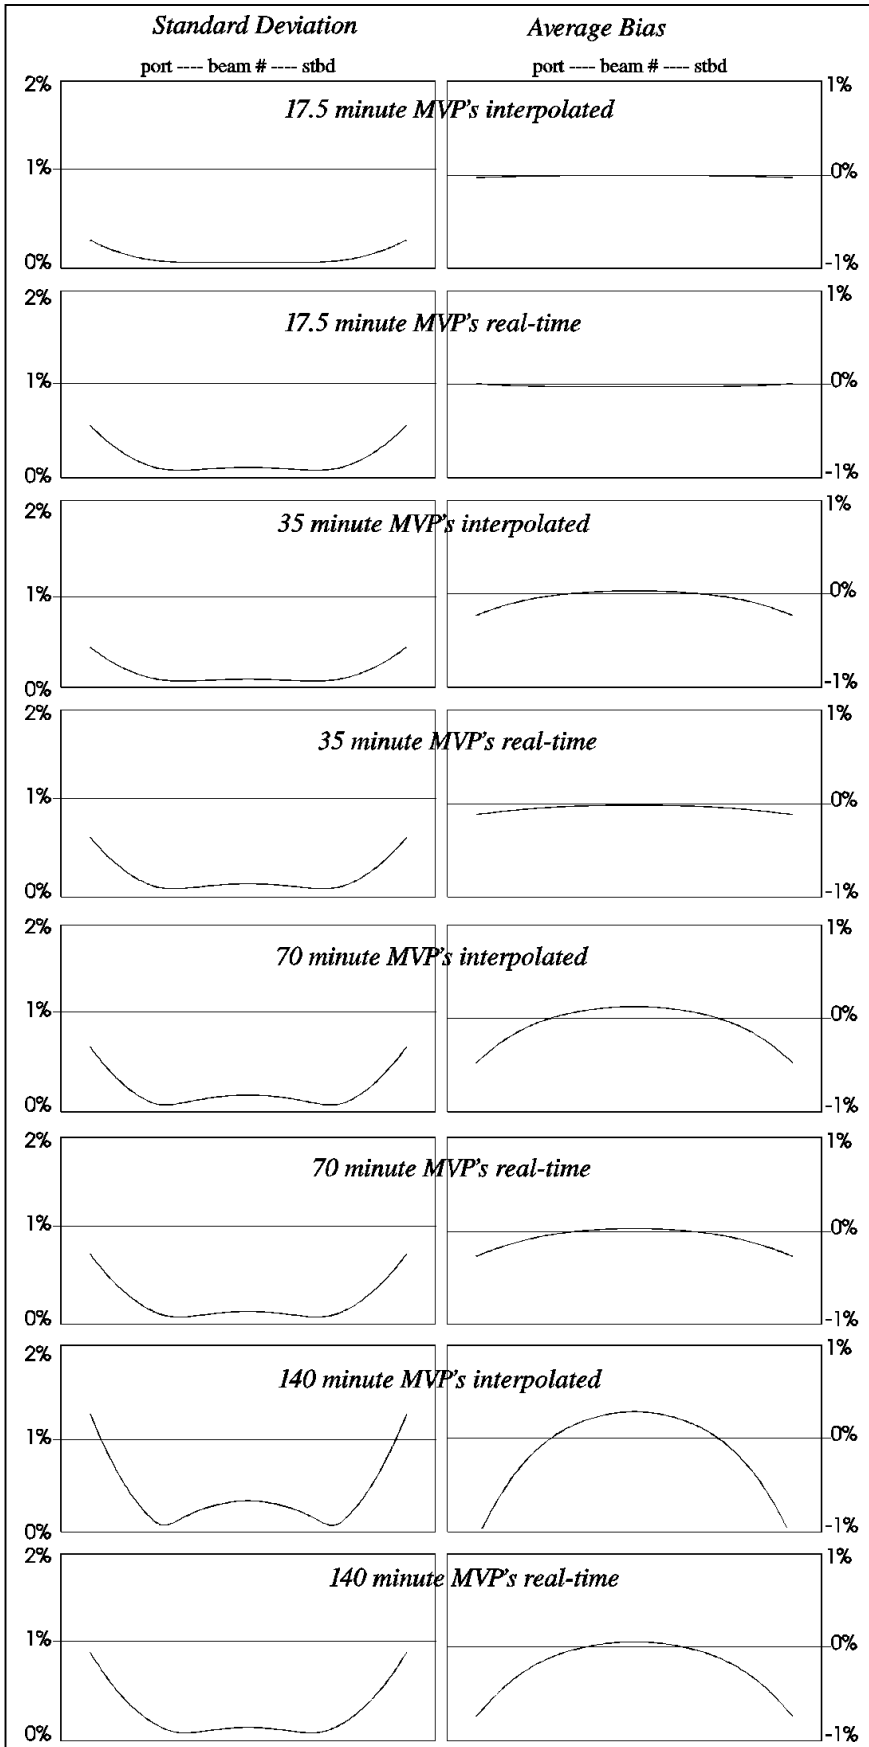 Standard Deviation Average Bias
port ---- beam # ---- stbd port ---- beam # ---- stbd
2% 1%
17.5 minute MVP's interpolated
1% 0%
0% -1%
2% 1%
17.5 minute MVP's real-time
1% 0%
0% -1%
2% 1%
35 minute MVP's interpolated
1% 0%
0% -1%
2% 1%
35 minute MVP's real-time
1% 0%
0% -1%
2% 1%
70 minute MVP's interpolated
1% 0%
0% -1%
2% 1%
70 minute MVP's real-time
1% 0%
0% -1%
2% 1%
140 minute MVP's interpolated
1% 0%
0% -1%
2% 1%
140 minute MVP's real-time
1% 0%
0% -1%